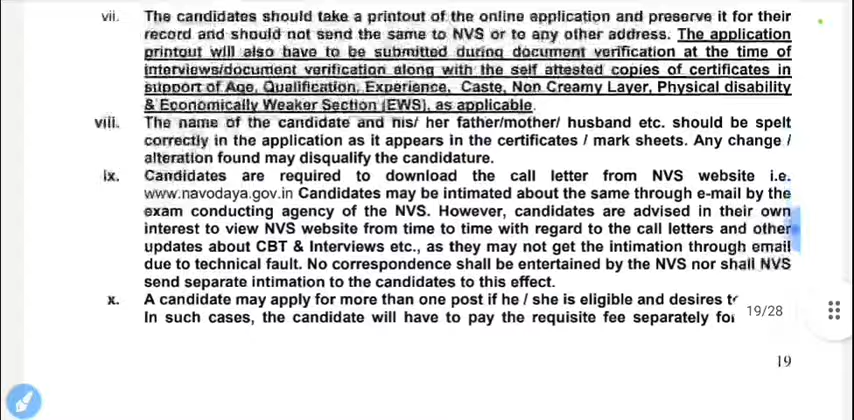 vii. The candidates should take a printout of the online application and preserve it for their
record and should not send the same to NVS or to any other address. The application
printout will also have to be submitted during document verification at the time of
interviews/document verification along with the self attested copies of certificates in
support of Age, Qualification, Experience, Caste, Non Creamy Layer, Physical disability
& Economically Weaker Section (EWS), as applicable.
viii. The name of the candidate and his/ her father/mother/ husband etc. should be spelt
correctly in the application as it appears in the certificates / mark sheets. Any change /
alteration found may disqualify the candidature.
ix. Candidates are required to download the call letter from NVS website i.e.
www.navodaya.gov.in Candidates may be intimated about the same through e-mail by the
exam conducting agency of the NVS. However, candidates are advised in their own
interest to view NVS website from time to time with regard to the call letters and other
updates about CBT & Interviews etc., as they may not get the intimation through email
due to technical fault. No correspondence shall be entertained by the NVS nor shall NVS
send separate intimation to the candidates to this effect.
x. A candidate may apply for more than one post if he / she is eligible and desires
In such cases, the candidate will have to pay the requisite fee separately
19/28
19